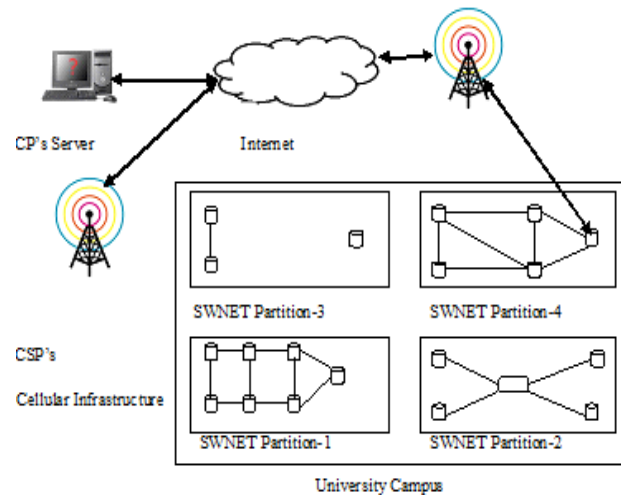 ?
CP's Server
Internet
SWNET Partition-3
SWNET Partition-4
CSP's
Cellular Infrastructure
SWNET Partition-1
SWNET Partition-2
University Campus